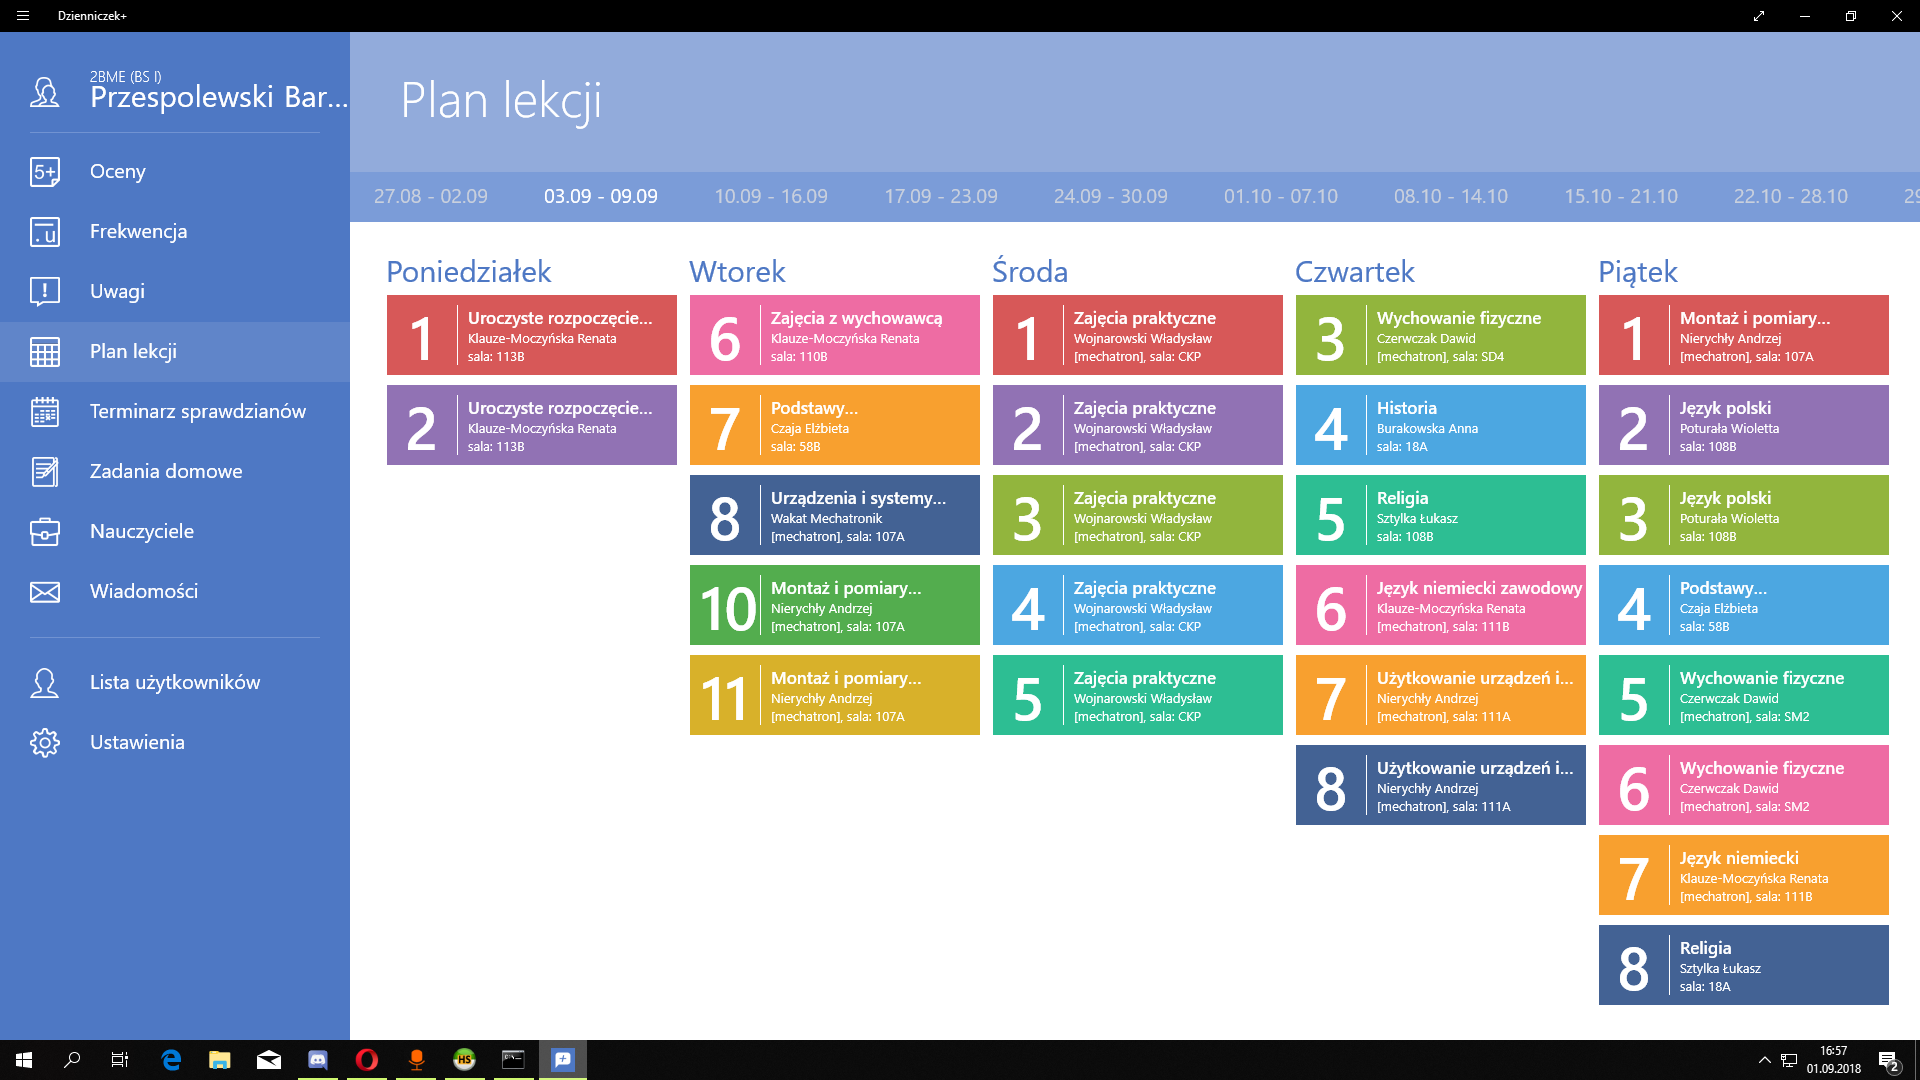 Dzienniczek+
2BME (BS I)
Przespolewski Bar...
5+ Oceny
.u Frekwencja
! Uwagi
Plan lekcji
Terminarz sprawdzianów
Zadania domowe
Nauczyciele
Wiadomości
Lista użytkowników
Ustawienia
Plan lekcji
27.08 - 02.09 03.09 - 09.09 10.09 - 16.09 17.09 - 23.09 24.09 - 30.09 01.10 - 07.10 08.10 - 14.10 15.10 - 21.10 22.10 - 28.10 29
Poniedziałek
1
Uroczyste rozpoczęcie...
Klauze-Moczyńska Renata
sala: 113B
2
Uroczyste rozpoczęcie...
Klauze-Moczyńska Renata
sala: 113B
Wtorek
6
Zajęcia z wychowawcą
Klauze-Moczyńska Renata
sala: 110B
7
Podstawy...
Czaja Elżbieta
sala: 58B
8
Urządzenia i systemy...
Wakat Mechatronik
[mechatron], sala: 107A
10
Montaż i pomiary...
Nierychły Andrzej
[mechatron], sala: 107A
11
Montaż i pomiary...
Nierychły Andrzej
[mechatron], sala: 107A
Środa
1
Zajęcia praktyczne
Wojnarowski Władysław
[mechatron], sala: CKP
2
Zajęcia praktyczne
Wojnarowski Władysław
[mechatron], sala: CKP
3
Zajęcia praktyczne
Wojnarowski Władysław
[mechatron], sala: CKP
4
Zajęcia praktyczne
Wojnarowski Władysław
[mechatron], sala: CKP
5
Zajęcia praktyczne
Wojnarowski Władysław
[mechatron], sala: CKP
Czwartek
3
Wychowanie fizyczne
Czerwczak Dawid
[mechatron], sala: SD4
4
Historia
Burakowska Anna
sala: 18A
5
Religia
Sztylka Łukasz
sala: 108B
6
Język niemiecki zawodowy
Klauze-Moczyńska Renata
[mechatron], sala: 111B
7
Użytkowanie urządzeń i...
Nierychły Andrzej
[mechatron], sala: 111A
8
Użytkowanie urządzeń i...
Nierychły Andrzej
[mechatron], sala: 111A
Piątek
1
Montaż i pomiary...
Nierychły Andrzej
[mechatron], sala: 107A
2
Język polski
Poturała Wioletta
sala: 108B
3
Język polski
Poturała Wioletta
sala: 108B
4
Podstawy...
Czaja Elżbieta
sala: 58B
5
Wychowanie fizyczne
Czerwczak Dawid
[mechatron], sala: SM2
6
Wychowanie fizyczne
Czerwczak Dawid
[mechatron], sala: SM2
7
Język niemiecki
Klauze-Moczyńska Renata
[mechatron], sala: 111B
8
Religia
Sztylka Łukasz
sala: 18A
HS
16:57
01.09.2018
2